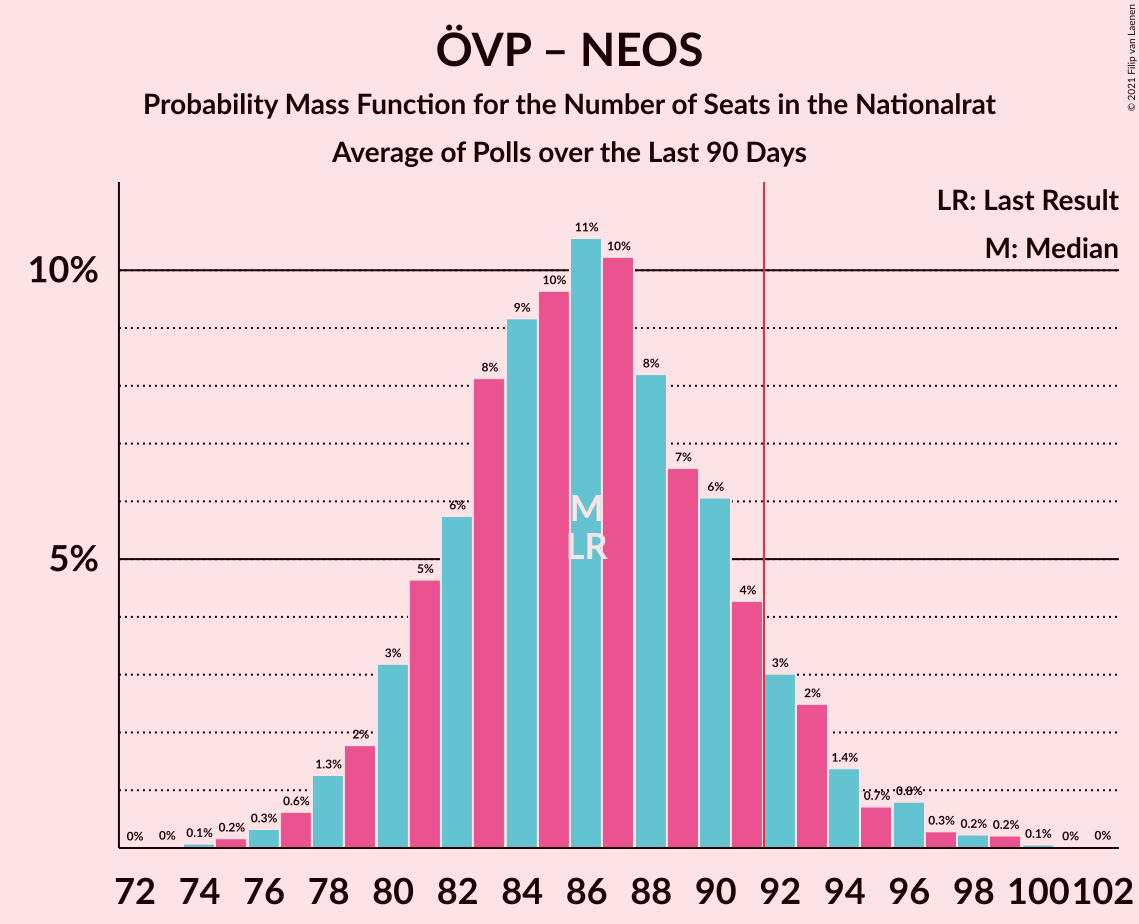 ÖVP – NEOS
Probability Mass Function for the Number of Seats in the Nationalrat
Average of Polls over the Last 90 Days
© 2021 Filip van Laenen
LR: Last Result
M: Median
10%
5%
0% 0% 0.1% 0.2% 0.3% 0.6% 1.3% 2% 3% 5% 6% 8% 9% 10% 11% 10% 8% 7% 6% 4% 3% 2% 1.4% 0.7% 0.8% 0.3% 0.2% 0.2% 0.1% 0% 0%
M
LR
72 74 76 78 80 82 84 86 88 90 92 94 96 98 100 102